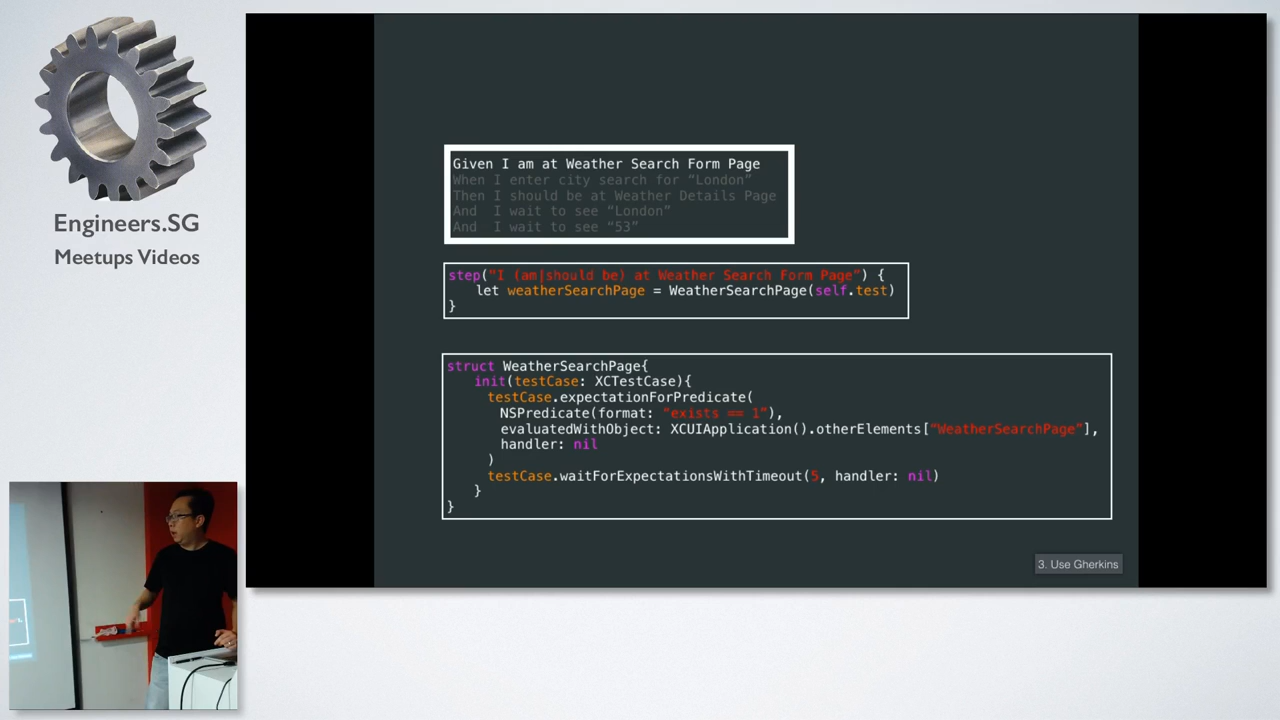 Engineers.SG
Meetups Videos
Given I am at Weather Search Form Page
When I enter city search for “London”
Then I should be at Weather Details Page
And  I wait to see “London”
And  I wait to see “53”
step("I (am|should be) at Weather Search Form Page") {
let weatherSearchPage = WeatherSearchPage(self.test)
}
struct WeatherSearchPage{
init(testCase: XCTestCase){
testCase.expectationForPredicate(
NSPredicate(format: “exists == 1”),
evaluatedWithObject: XCUIApplication().otherElements[“WeatherSearchPage”],
handler: nil
)
testCase.waitForExpectationsWithTimeout(5, handler: nil)
}
}
3. Use Gherkins